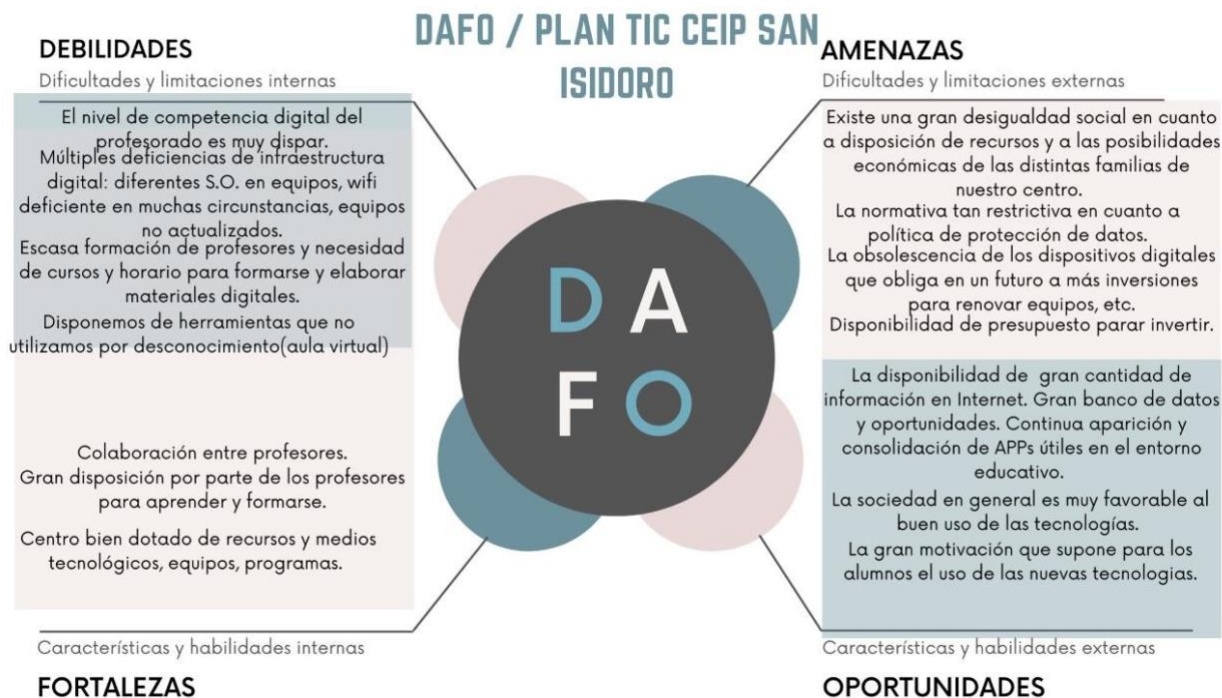 DAFO / PLAN TIC CEIP SAN
ISIDORO
DEBILIDADES
Dificultades y limitaciones internas
El nivel de competencia digital del
profesorado es muy dispar.
Múltiples deficiencias de infraestructura
digital: diferentes S.O. en equipos, wifi
deficiente en muchas circunstancias, equipos
no actualizados.
Escasa formación de profesores y necesidad
de cursos y horario para formarse y elaborar
materiales digitales.
Disponemos de herramientas que no
utilizamos por desconocimiento(aula virtual)
AMENAZAS
Dificultades y limitaciones externas
Existe una gran desigualdad social en cuanto
a disposición de recursos y a las posibilidades
económicas de las distintas familias de
nuestro centro.
La normativa tan restrictiva en cuanto a
política de protección de datos.
La obsolescencia de los dispositivos digitales
que obliga en un futuro a más inversiones
para renovar equipos, etc.
Disponibilidad de presupuesto parar invertir.
D A
F O
Colaboración entre profesores.
Gran disposición por parte de los profesores
para aprender y formarse.
Centro bien dotado de recursos y medios
tecnológicos, equipos, programas.
Características y habilidades internas
FORTALEZAS
La disponibilidad de gran cantidad de
información en Internet. Gran banco de datos
y oportunidades. Continua aparición y
consolidación de APPs útiles en el entorno
educativo.
La sociedad en general es muy favorable al
buen uso de las tecnologías.
La gran motivación que supone para los
alumnos el uso de las nuevas tecnologias.
Características y habilidades externas
OPORTUNIDADES